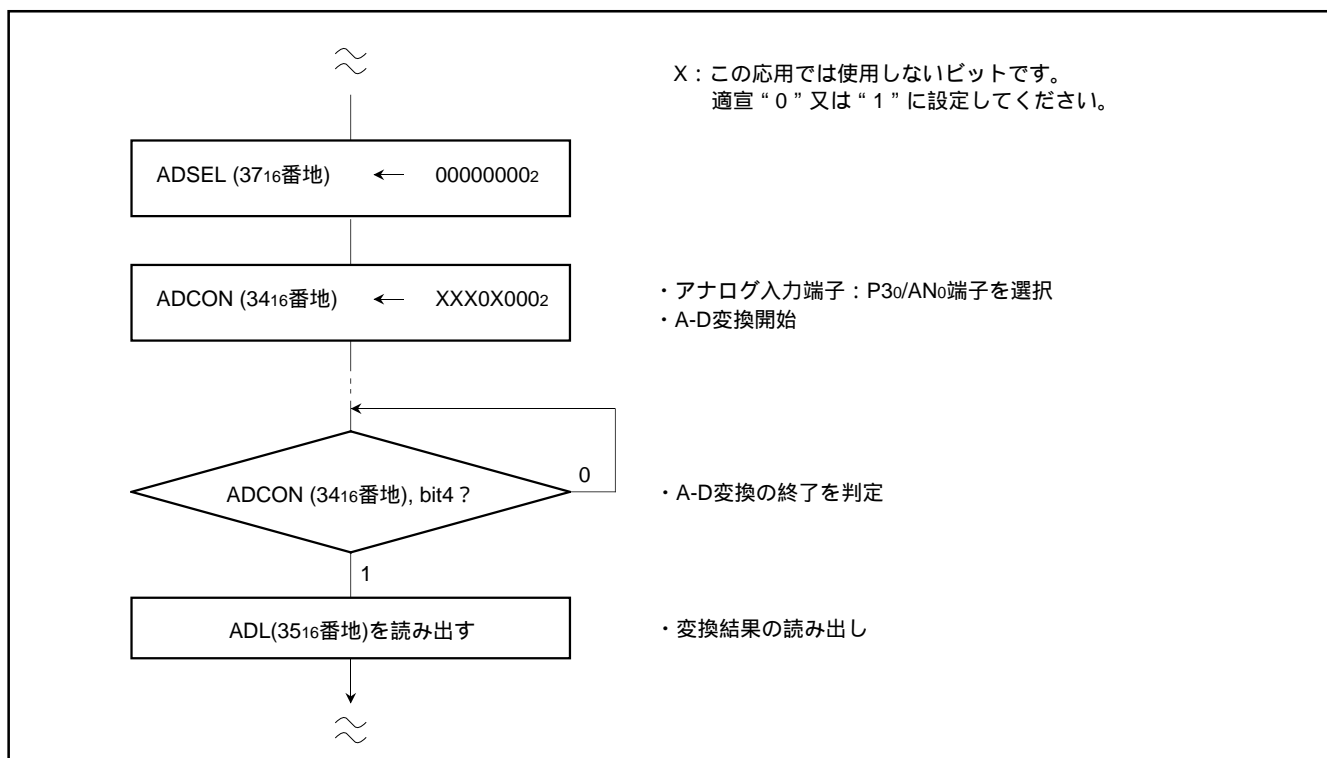 X：この応用では使用しないビットです。
適宣“0”又は“1”に設定してください。
ADSEL (3716番地) ← 000000002
ADCON (3416番地) ← XXX0X0002
・アナログ入力端子：P30/AN0端子を選択
・A-D変換開始
0
ADCON (3416番地), bit4？
・A-D変換の終了を判定
1
ADL(3516番地)を読み出す
・変換結果の読み出し